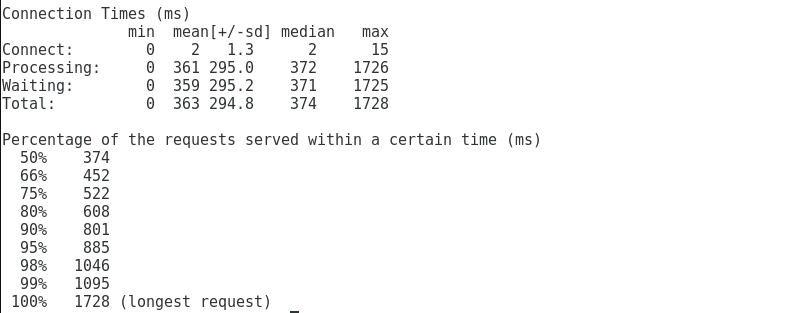 Connection Times (ms)
              min  mean[+/-sd] median   max
Connect:        0    2   1.3      2      15
Processing:     0  361 295.0    372    1726
Waiting:        0  359 295.2    371    1725
Total:          0  363 294.8    374    1728

Percentage of the requests served within a certain time (ms)
  50%    374
  66%    452
  75%    522
  80%    608
  90%    801
  95%    885
  98%   1046
  99%   1095
 100%   1728 (longest request)